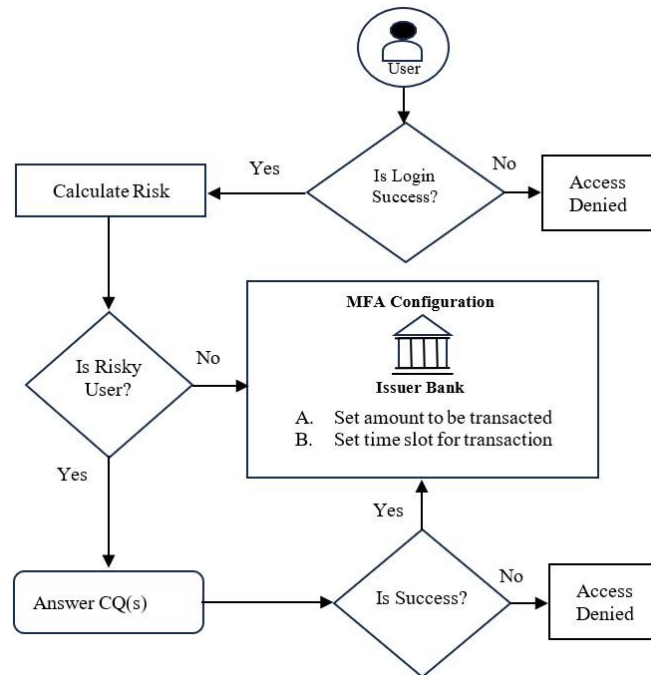 User
Is Login
Success?
Yes
No
Calculate Risk
Access
Denied
MFA Configuration
Issuer Bank
A. Set amount to be transacted
B. Set time slot for transaction
Is Risky
User?
No
Yes
Yes
Answer CQ(s)
Is Success?
No
Access
Denied